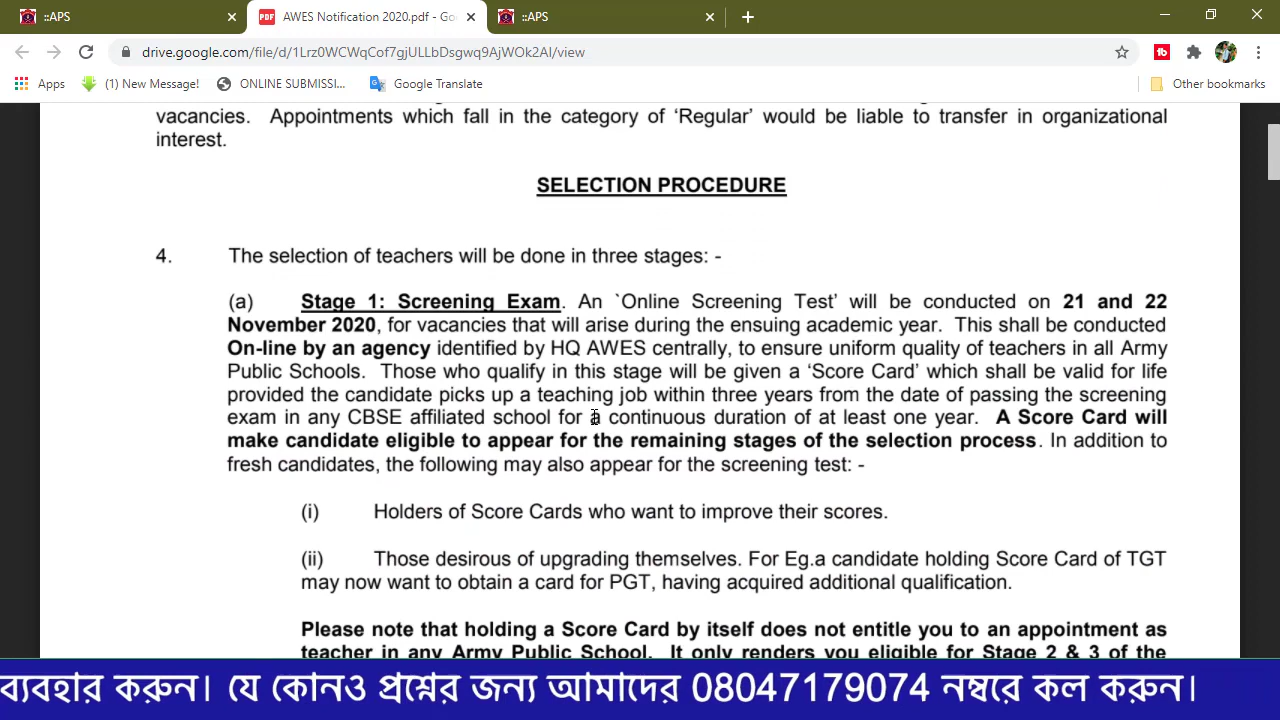 ::APS
PDF
AWES Notification 2020.pdf - Go
::APS
drive.google.com/file/d/1Lrz0WCWqCof7gjULLbDsgwq9AjWOk2AI/view
Apps
(1) New Message!
ONLINE SUBMISSI...
Google Translate
Other bookmarks
vacancies. Appointments which fall in the category of ‘Regular’ would be liable to transfer in organizational
interest.
SELECTION PROCEDURE
4. The selection of teachers will be done in three stages: -
(a) Stage 1: Screening Exam. An `Online Screening Test’ will be conducted on 21 and 22
November 2020, for vacancies that will arise during the ensuing academic year. This shall be conducted
On-line by an agency identified by HQ AWES centrally, to ensure uniform quality of teachers in all Army
Public Schools. Those who qualify in this stage will be given a ‘Score Card’ which shall be valid for life
provided the candidate picks up a teaching job within three years from the date of passing the screening
exam in any CBSE affiliated school for a continuous duration of at least one year. A Score Card will
make candidate eligible to appear for the remaining stages of the selection process. In addition to
fresh candidates, the following may also appear for the screening test: -
(i) Holders of Score Cards who want to improve their scores.
(ii) Those desirous of upgrading themselves. For Eg.a candidate holding Score Card of TGT
may now want to obtain a card for PGT, having acquired additional qualification.
Please note that holding a Score Card by itself does not entitle you to an appointment as
teacher in any Army Public School. It only renders you eligible for Stage 2 & 3 of the
ব্যবহার করুন। যে কোনও প্রশ্নের জন্য আমাদের 08047179074 নম্বরে কল করুন।